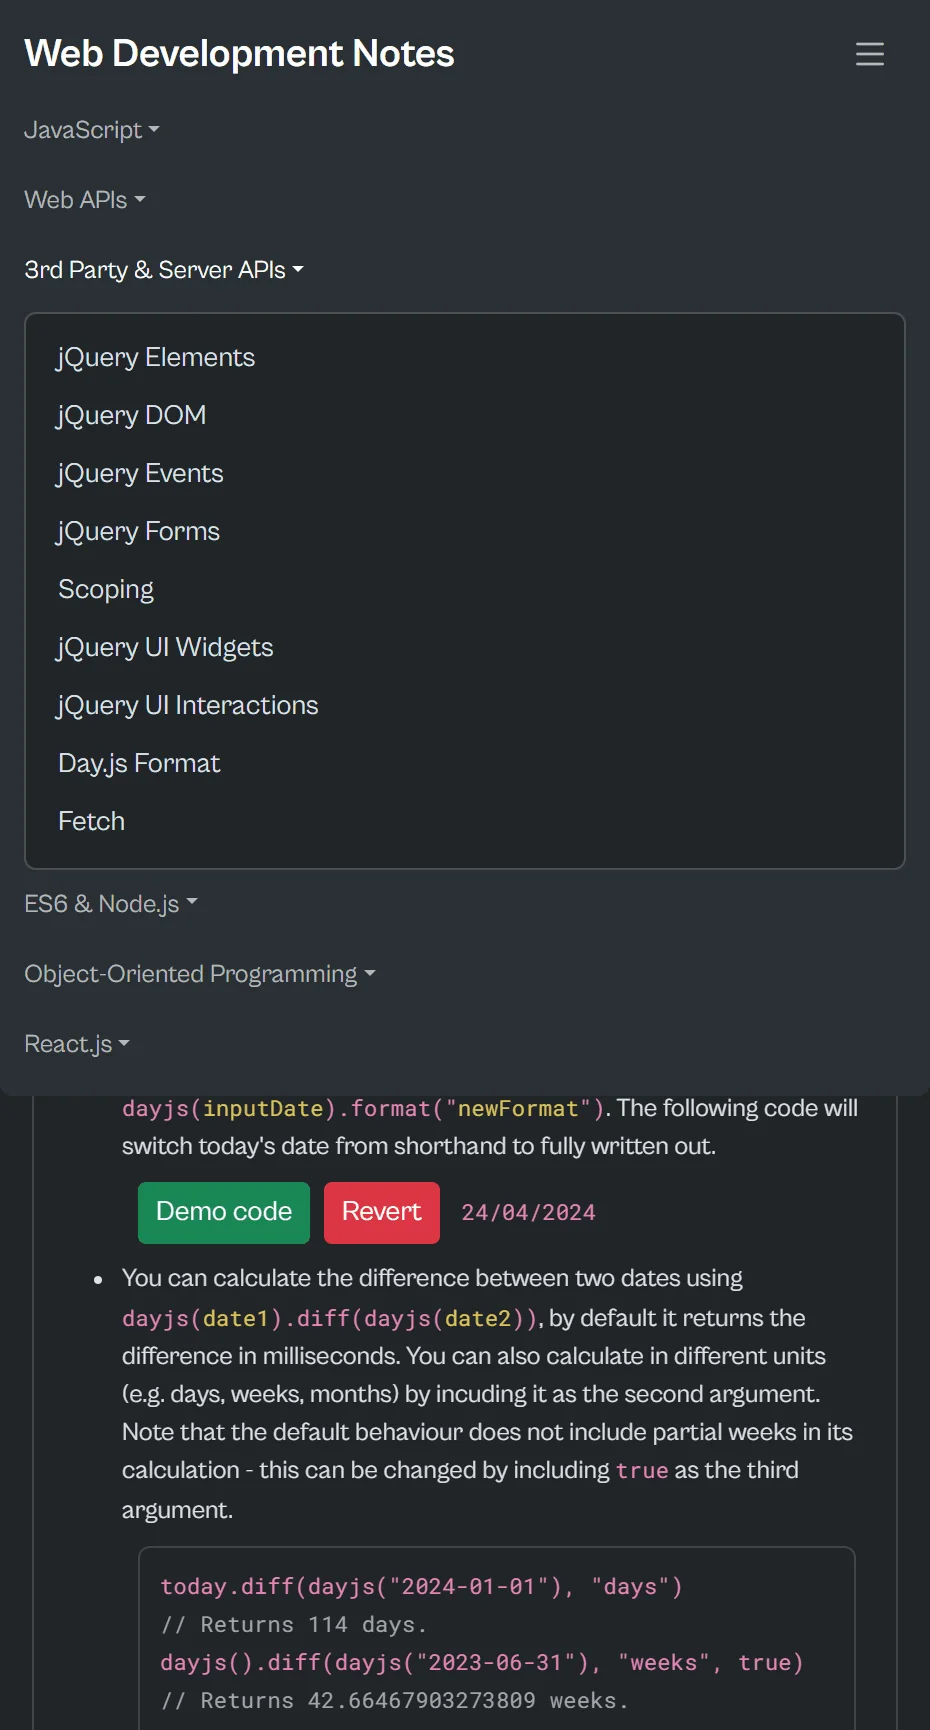 Web Development Notes
JavaScript
Web APIs
3rd Party & Server APIs
jQuery Elements
jQuery DOM
jQuery Events
jQuery Forms
Scoping
jQuery UI Widgets
jQuery UI Interactions
Day.js Format
Fetch
ES6 & Node.js
Object-Oriented Programming
React.js
dayjs(inputDate).format("newFormat"). The following code will
switch today's date from shorthand to fully written out.
Demo code Revert 24/04/2024
• You can calculate the difference between two dates using
dayjs(date1).diff(dayjs(date2)), by default it returns the
difference in milliseconds. You can also calculate in different units
(e.g. days, weeks, months) by incuding it as the second argument.
Note that the default behaviour does not include partial weeks in its
calculation - this can be changed by including true as the third
argument.
today.diff(dayjs("2024-01-01"), "days")
// Returns 114 days.
dayjs().diff(dayjs("2023-06-31"), "weeks", true)
// Returns 42.66467903273809 weeks.